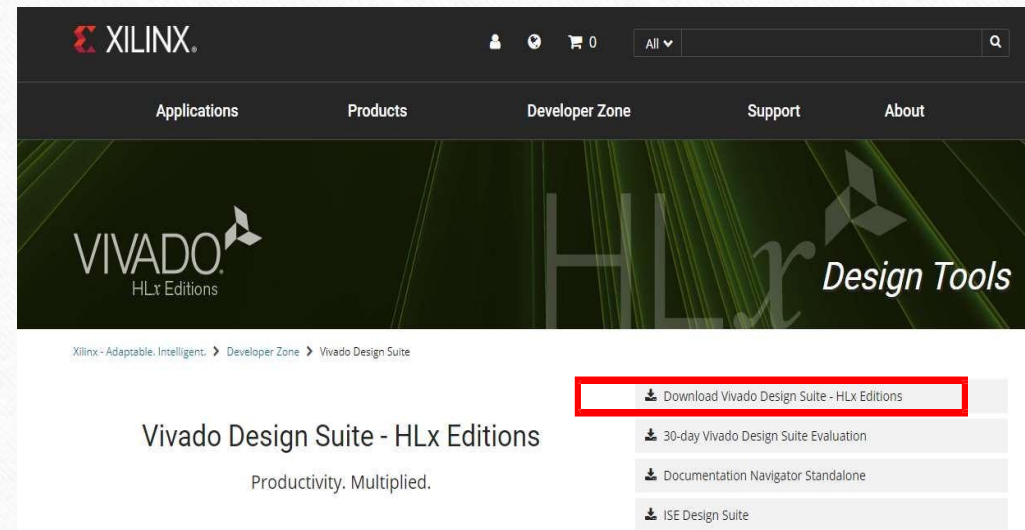 XILINX.
0
All
Applications Products Developer Zone Support About
VIVADO.
HLx Editions
HLx
Design Tools
Xilinx - Adaptable. Intelligent. > Developer Zone > Vivado Design Suite
Download Vivado Design Suite - HLx Editions
Vivado Design Suite - HLx Editions
30-day Vivado Design Suite Evaluation
Productivity. Multiplied.
Documentation Navigator Standalone
ISE Design Suite